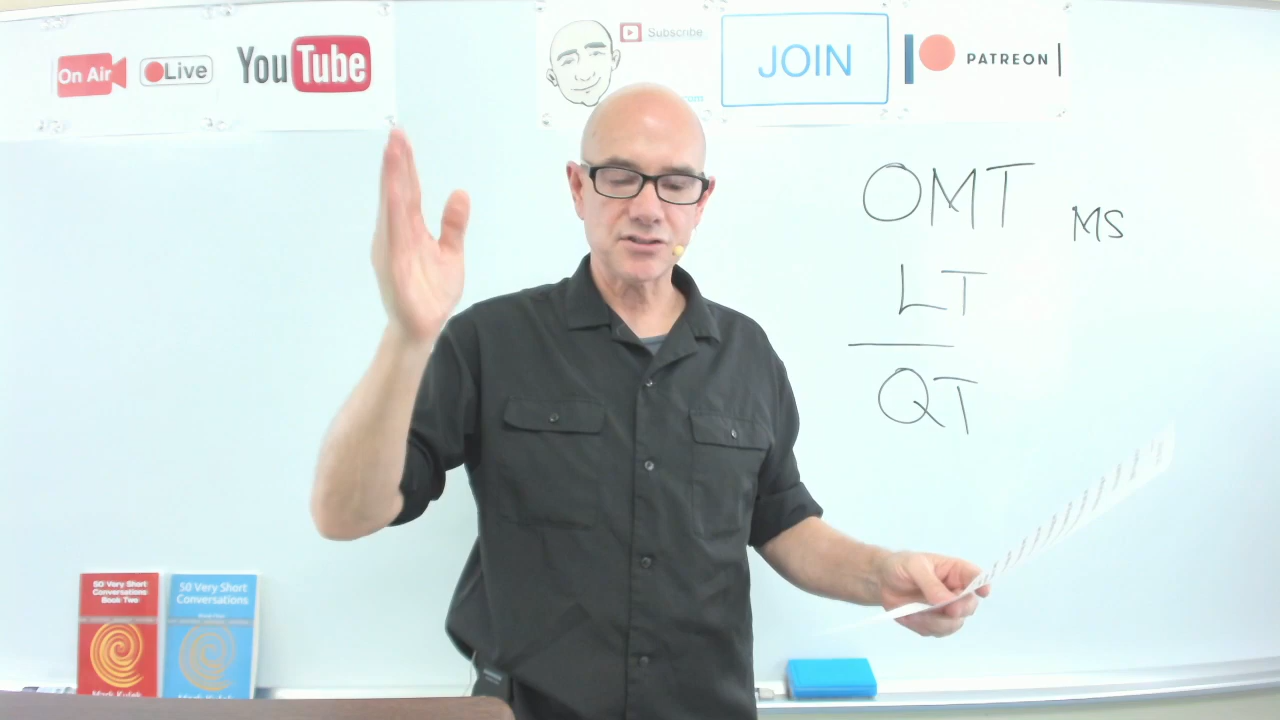 On Air
Live
YouTube
Subscribe
JOIN
PATREON
OMT
MS
LT
QT
50 Very Short
Conversations
Book Two
50 Very Short
Conversations